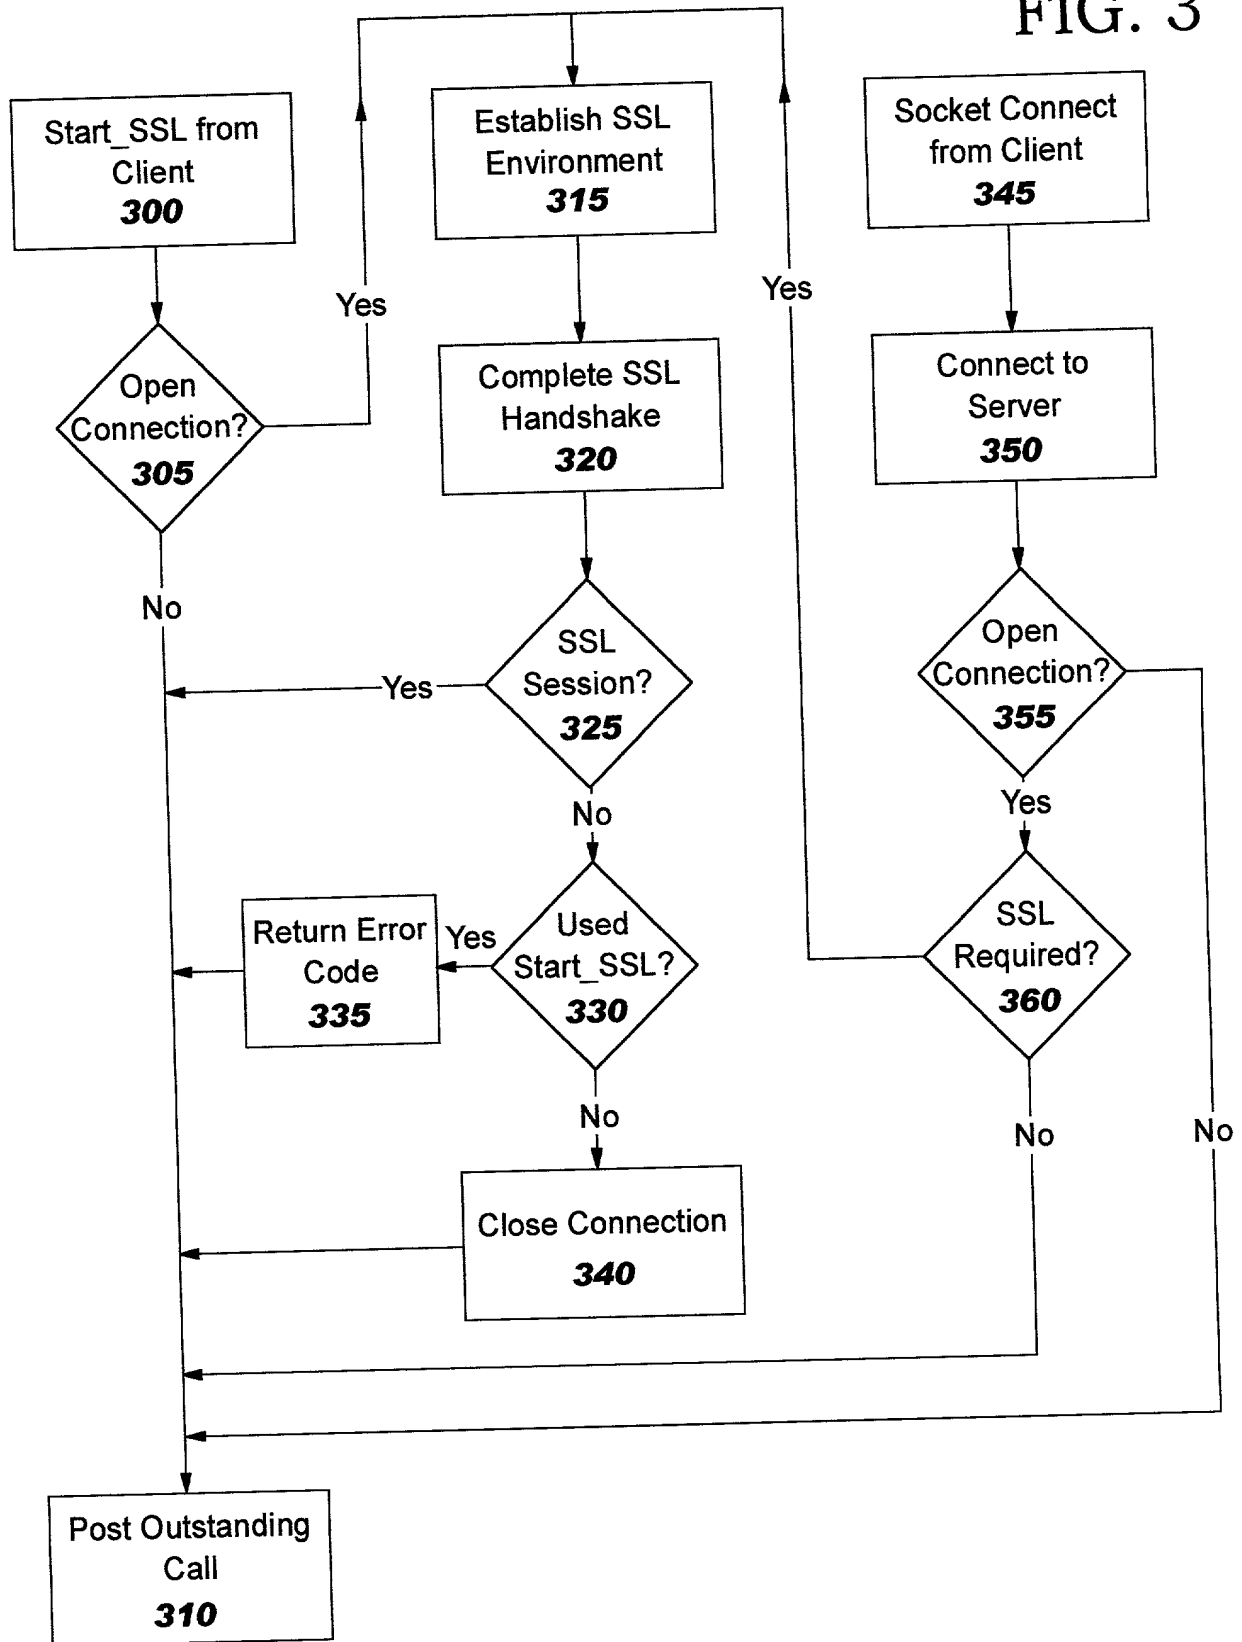 FIG. 3
Start_SSL from
Client
300
Open
Connection?
305
Yes
No
Establish SSL
Environment
315
Complete SSL
Handshake
320
SSL
Session?
325
Yes
No
Used
Start_SSL?
330
Yes
Return Error
Code
335
No
Close Connection
340
Socket Connect
from Client
345
Connect to
Server
350
Open
Connection?
355
Yes
No
SSL
Required?
360
Yes
No
Post Outstanding
Call
310